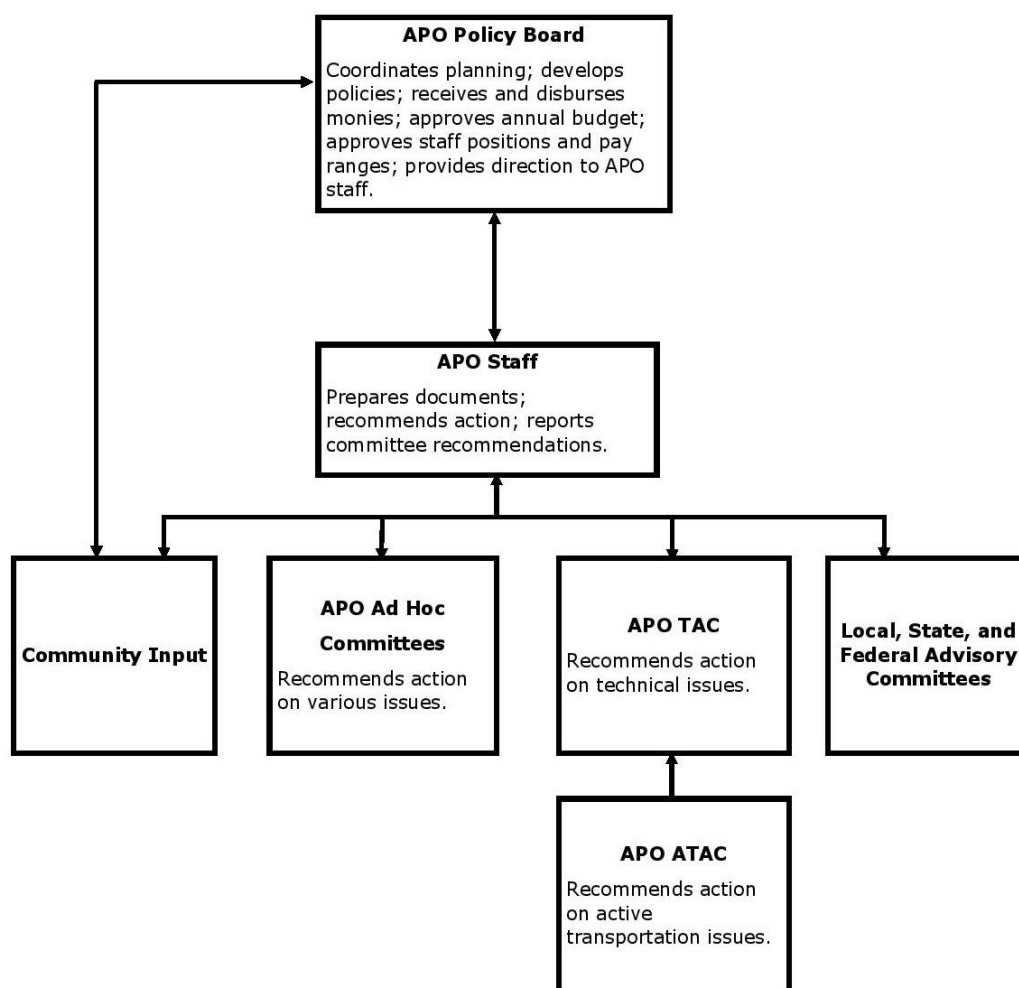 APO Policy Board
Coordinates planning; develops
policies; receives and disburses
monies; approves annual budget;
approves staff positions and pay
ranges; provides direction to APO
staff.
APO Staff
Prepares documents;
recommends action; reports
committee recommendations.
Community Input
APO Ad Hoc
Committees
Recommends action
on various issues.
APO TAC
Recommends action
on technical issues.
Local, State, and
Federal Advisory
Committees
APO ATAC
Recommends action
on active
transportation issues.